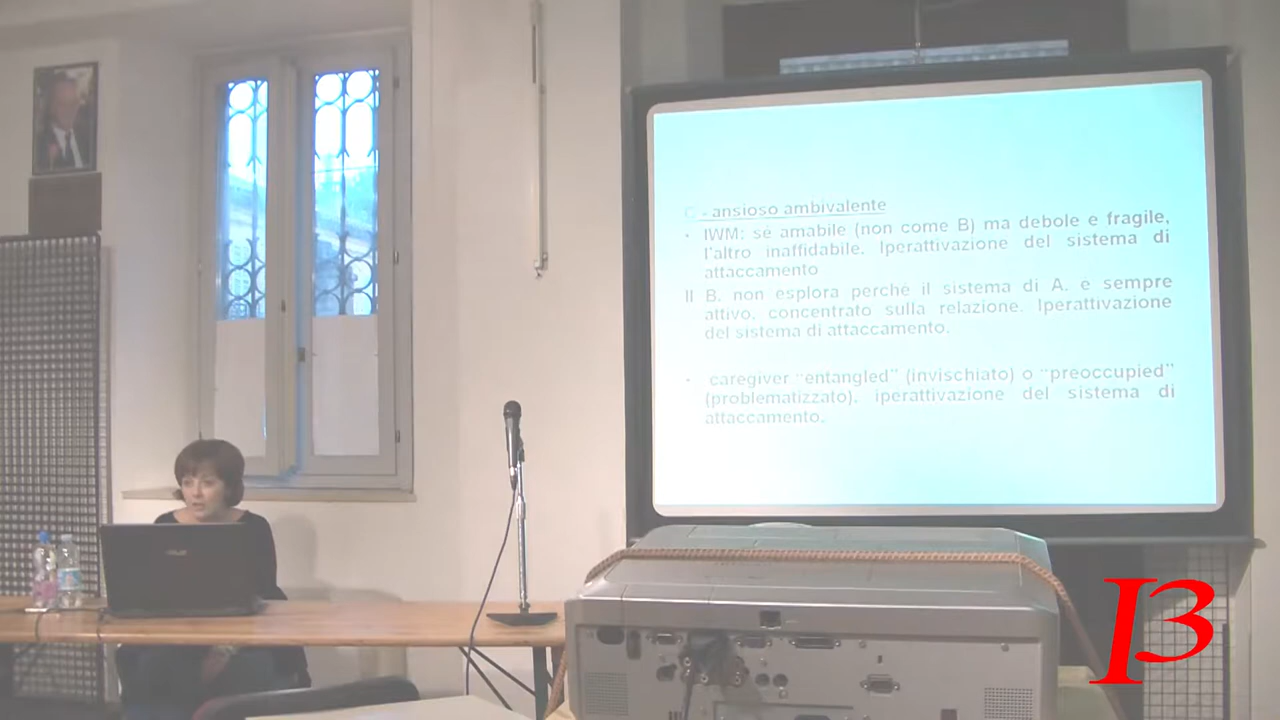 C - ansioso ambivalente
• IWM: sé amabile (non come B) ma debole e fragile,
l'altro inaffidabile. Iperattivazione del sistema di
attaccamento
Il B. non esplora perché il sistema di A. è sempre
attivo, concentrato sulla relazione. Iperattivazione
del sistema di attaccamento.
• caregiver "entangled" (invischiato) o "preoccupied"
(problematizzato), iperattivazione del sistema di
attaccamento.
ASUS
13